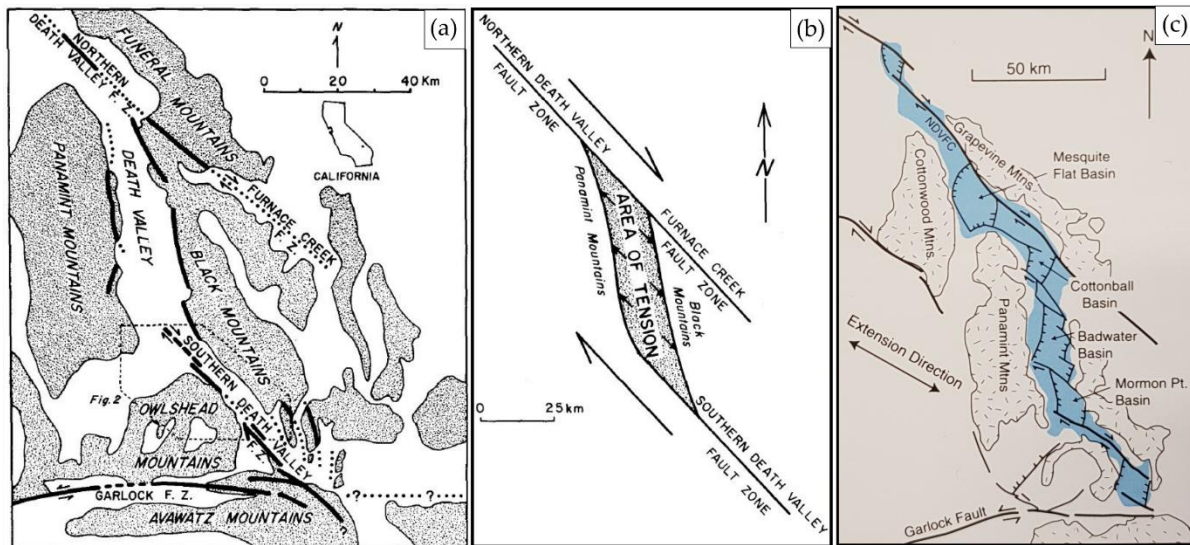 (a)
N
0 20 40 Km
CALIFORNIA
NORTHERN
DEATH VALLEY F. Z.
FUNERAL MOUNTAINS
PANAMINT MOUNTAINS
DEATH VALLEY
FURNACE CREEK
F. Z.
BLACK MOUNTAINS
Fig. 2
SOUTHERN DEATH VALLEY
F. Z.
OWLSHEAD
MOUNTAINS
GARLOCK F. Z.
? ?
AVAWATZ MOUNTAINS
?
(b)
NORTHERN DEATH VALLEY
FAULT ZONE
N
Panamint Mountains
AREA OF TENSION
Black
Mountains
FURNACE CREEK
FAULT ZONE
25 km
SOUTHERN DEATH VALLEY
FAULT ZONE
(c)
N
50 km
NDVFC
Grapevine Mtns.
Cottonwood Mtns.
Mesquite
Flat Basin
Panamint Mtns
Cottonball
Basin
Extension
Direction
Badwater
Basin
Mormon Pt.
Basin
Garlock Fault